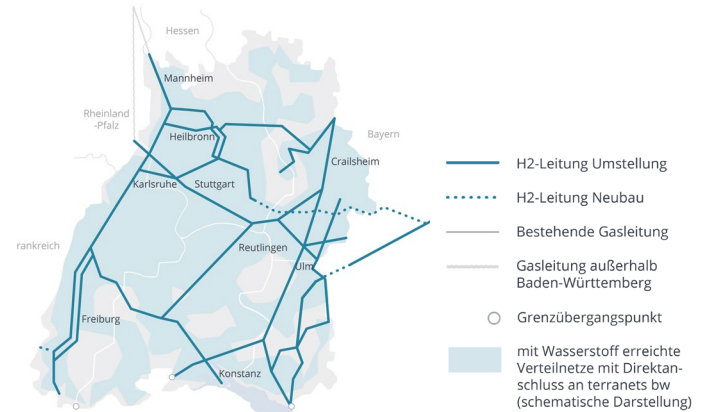 Hessen
Mannheim
Rheinland
-Pfalz
Heilbronn
Bayern
Crailsheim
Karlsruhe
Stuttgart
rankreich
Reutlingen
Ulm
Freiburg
Konstanz
H2-Leitung Umstellung
H2-Leitung Neubau
Bestehende Gasleitung
Gasleitung außerhalb
Baden-Württemberg
Grenzübergangspunkt
mit Wasserstoff erreichte
Verteilnetze mit Direktan-
schluss an terranets bw
(schematische Darstellung)